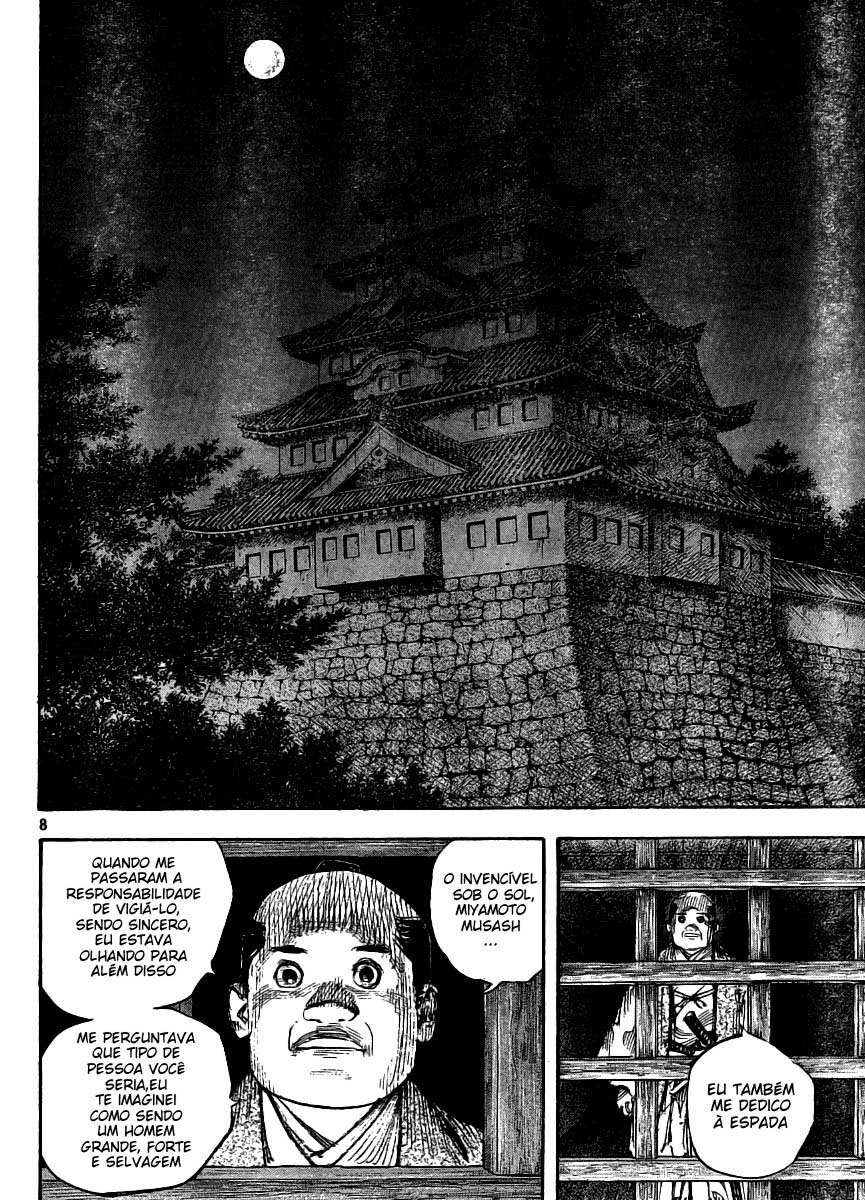 8
O INVENCÍVEL
SOB O SOL,
MIYAMOTO
MUSASH
...
QUANDO ME
PASSARAM A
RESPONSABILIDADE
DE VIGIÁ-LO,
SENDO SINCERO,
EU ESTAVA
OLHANDO PARA
ALÉM DISSO
ME PERGUNTAVA
QUE TIPO DE
PESSOA VOCÊ
SERIA,EU
TE IMAGINEI
COMO SENDO
UM HOMEM
GRANDE, FORTE
E SELVAGEM
EU TAMBÉM
ME DEDICO
À ESPADA